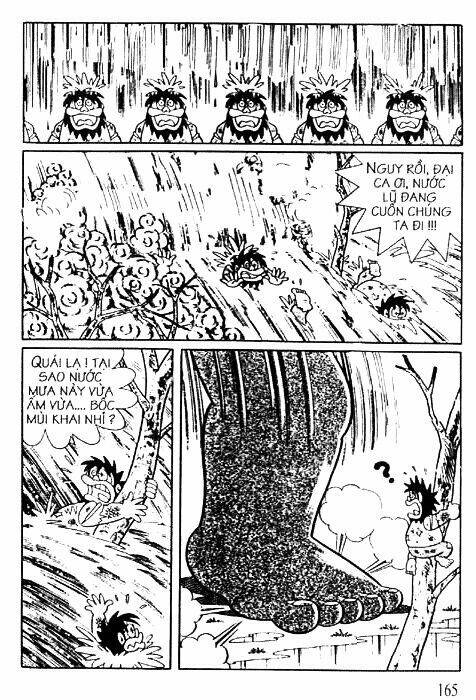 NGUY RỒI, ĐẠI
CA ƠI, NƯỚC
LŨ ĐANG
CUỐN CHÚNG
TA ĐI !!!
QUÁI LẠ ! TẠI
SAO NƯỚC
MƯA NÀY VỪA
ẤM VỪA.... BỐC
MÙI KHAI NHỈ ?
?
165